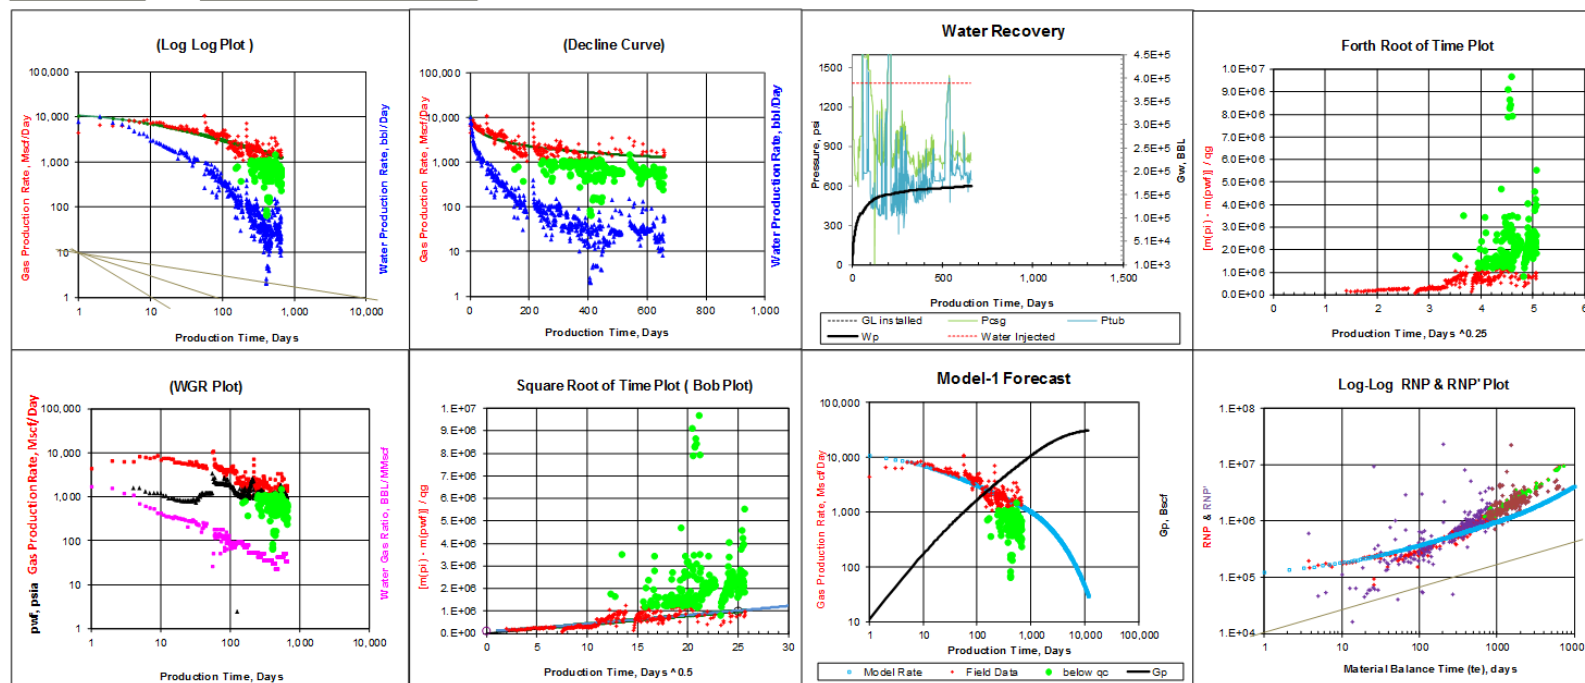 (Log Log Plot )
Gas Production Rate, Mscf/Day
Water Production Rate, bbl/Day
100,000
10,000
1,000
100
10
1
1
10
100
1,000
10,000
Production Time, Days
(Decline Curve)
Gas Production Rate, Mscf/Day
Water Production Rate, bbl/Day
100,000
10,000
1,000
100
10
1
0
200
400
600
800
1,000
Production Time, Days
Water Recovery
Pressure, psi
Gw, BBL
1600
1500
1200
900
600
300
0
4.5E+5
4.0E+5
3.5E+5
3.0E+5
2.5E+5
2.0E+5
1.5E+5
1.0E+5
5.1E+4
1.0E+3
0
500
1,000
1,500
Production Time, Days
GL installed
Pcsg
Ptub
Wp
Water Injected
Forth Root of Time Plot
[m(pi) - m(pwf)] / qg
1.0E+07
9.0E+06
8.0E+06
7.0E+06
6.0E+06
5.0E+06
4.0E+06
3.0E+06
2.0E+06
1.0E+06
0.0E+00
0
1
2
3
4
5
6
Production Time, Days ^0.25
(WGR Plot)
pwf, psia Gas Production Rate, Mscf/Day
Water Gas Ratio, BBL/MMscf
100,000
10,000
1,000
100
10
1
1
10
100
1,000
10,000
Production Time, Days
Square Root of Time Plot ( Bob Plot)
[m(pi) - m(pwf)] / qg
1.E+07
9.E+06
8.E+06
7.E+06
6.E+06
5.E+06
4.E+06
3.E+06
2.E+06
1.E+06
0.E+00
0
5
10
15
20
25
30
Production Time, Days ^0.5
Model-1 Forecast
Gas Production Rate, Mscf/Day
Gp, Bscf
100,000
10,000
1,000
100
10
1
10
100
1,000
10,000
100,000
Production Time, Days
Model Rate
Field Data
below qc
Gp
Log-Log RNP & RNP' Plot
RNP & RNP'
1.E+08
1.E+07
1.E+06
1.E+05
1.E+04
1
10
100
1000
10000
Material Balance Time (te), days